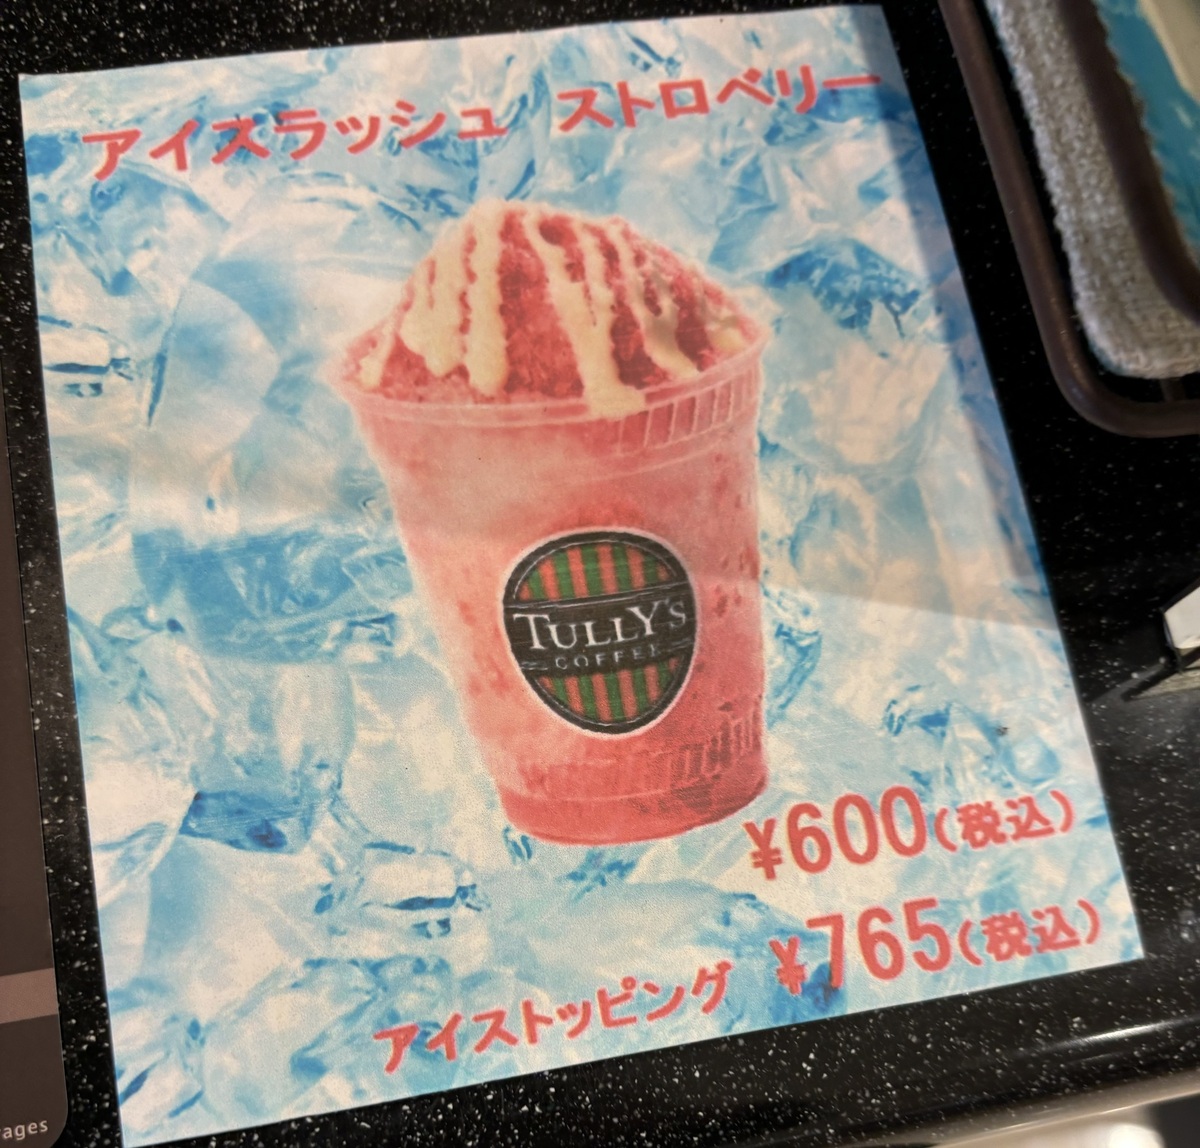 アイスラッシュ ストロベリー
TULLY'S
COFFEE
¥600(税込)
アイストッピング ¥765(税込)
ages